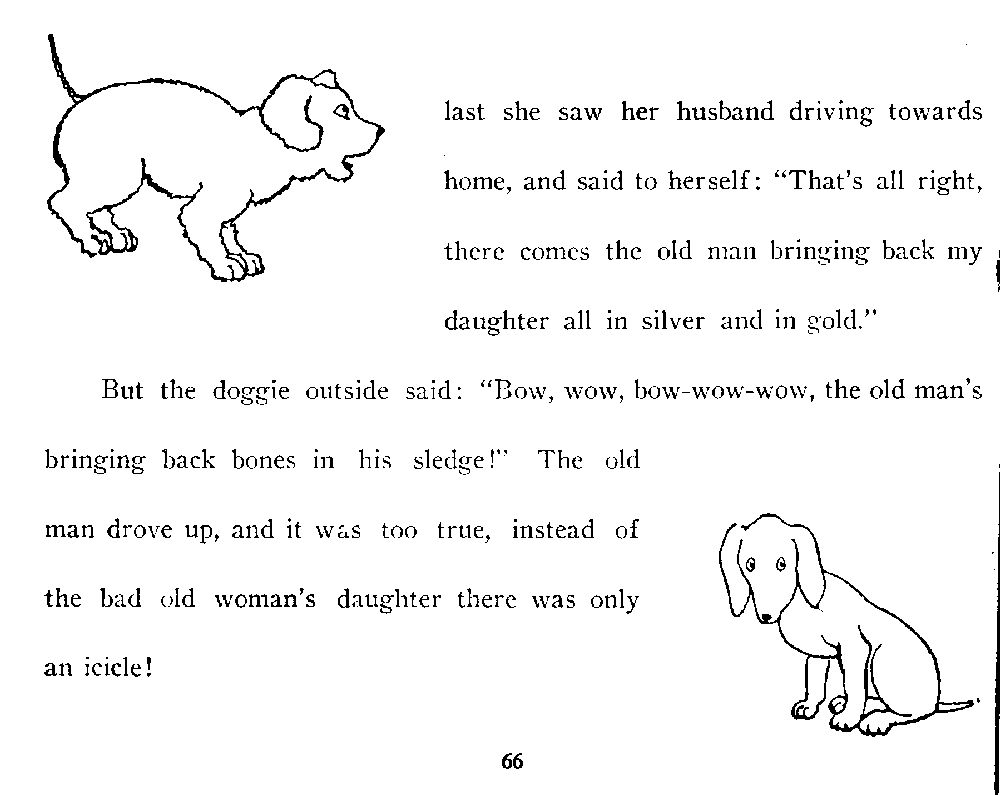 last she saw her husband driving towards
home, and said to herself: “That’s all right,
there comes the old man bringing back my
daughter all in silver and in gold.”
But the doggie outside said: “Bow, wow, bow-wow-wow, the old man’s
bringing back bones in his sledge!” The old
man drove up, and it was too true, instead of
the bad old woman’s daughter there was only
an icicle!
66